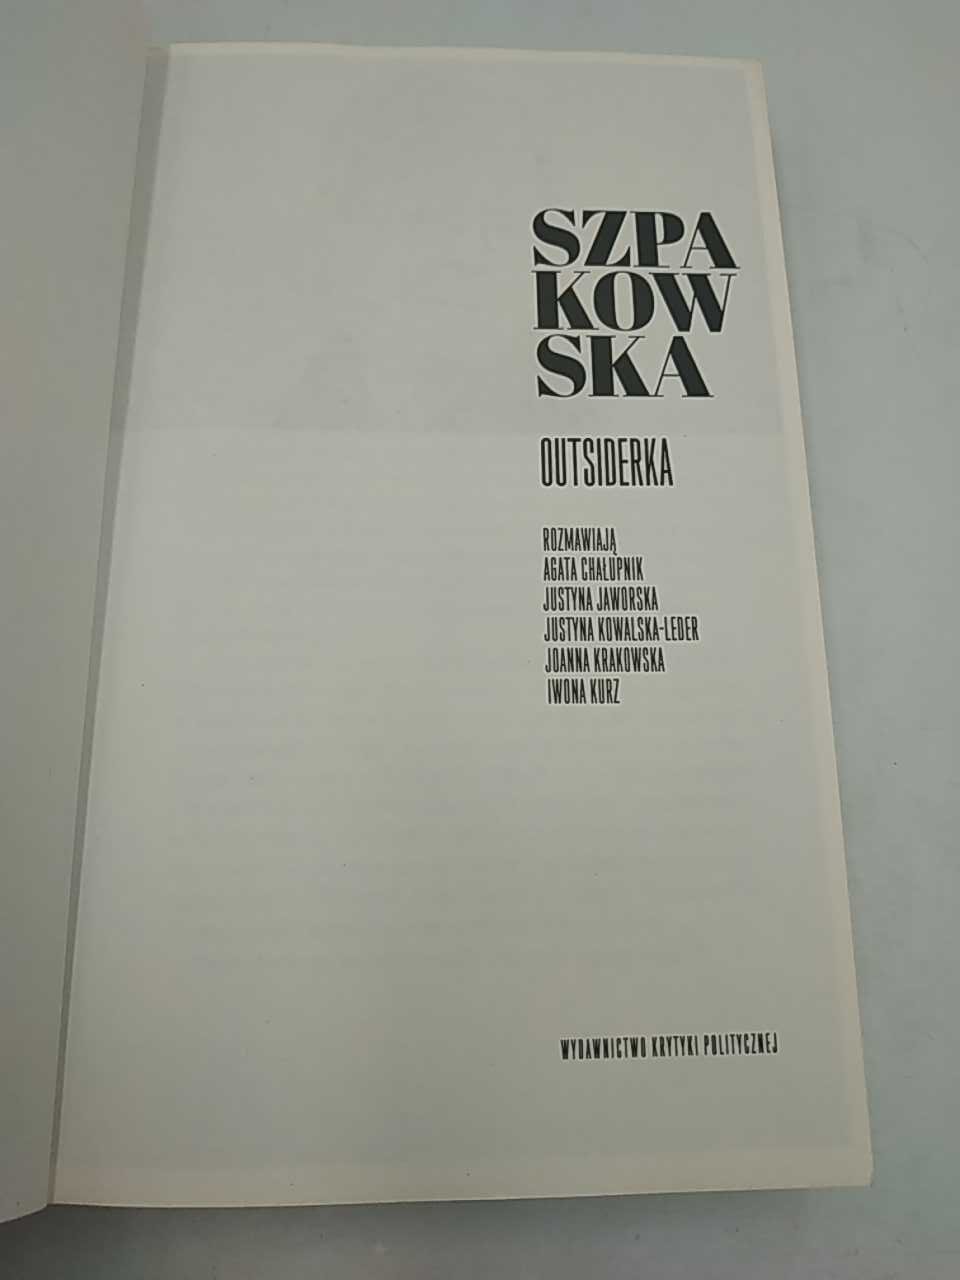 SZPA
KOW
SKA
OUTSIDERKA
ROZMAWIAJĄ
AGATA CHAŁUPNIK
JUSTYNA JAWORSKA
JUSTYNA KOWALSKA-LEDER
JOANNA KRAKOWSKA
IWONA KURZ
WYDAWNICTWO KRYTYKI POLITYCZNEJ